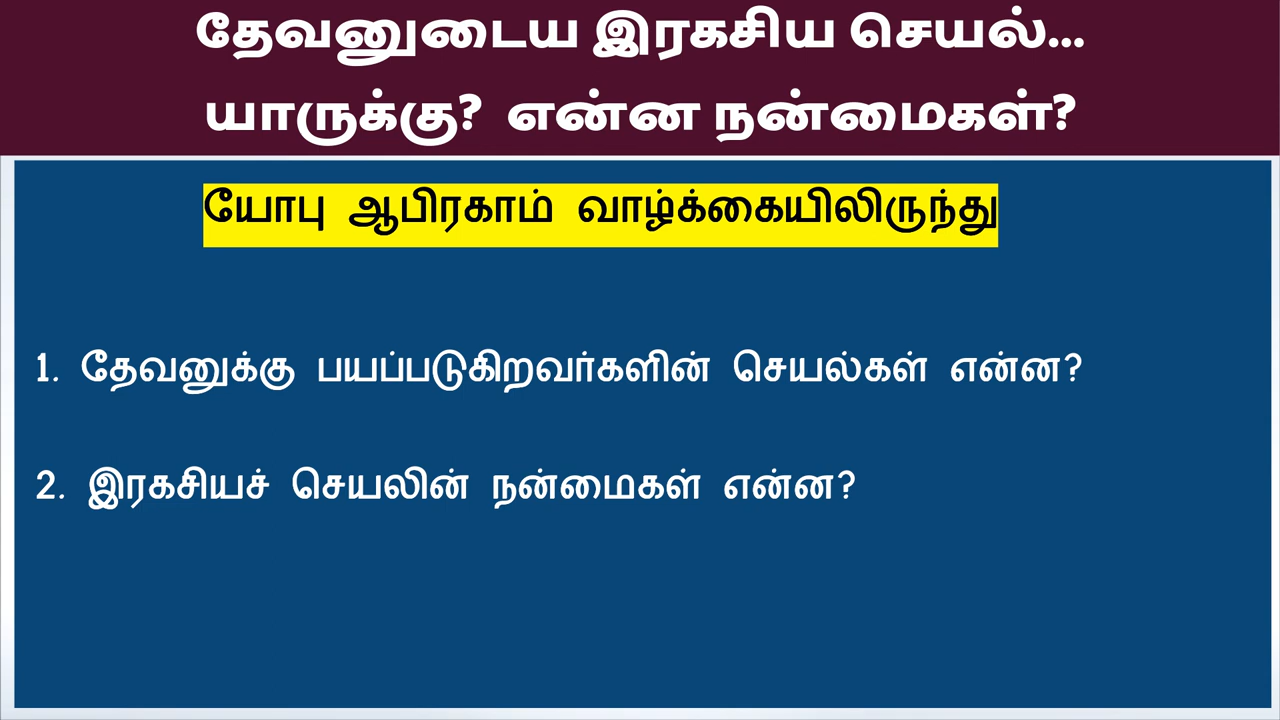 தேவனுடைய இரகசிய செயல்...
யாருக்கு? என்ன நன்மைகள்?
யோபு ஆபிரகாம் வாழ்க்கையிலிருந்து
1. தேவனுக்கு பயப்படுகிறவர்களின் செயல்கள் என்ன?
2. இரகசியச் செயலின் நன்மைகள் என்ன?